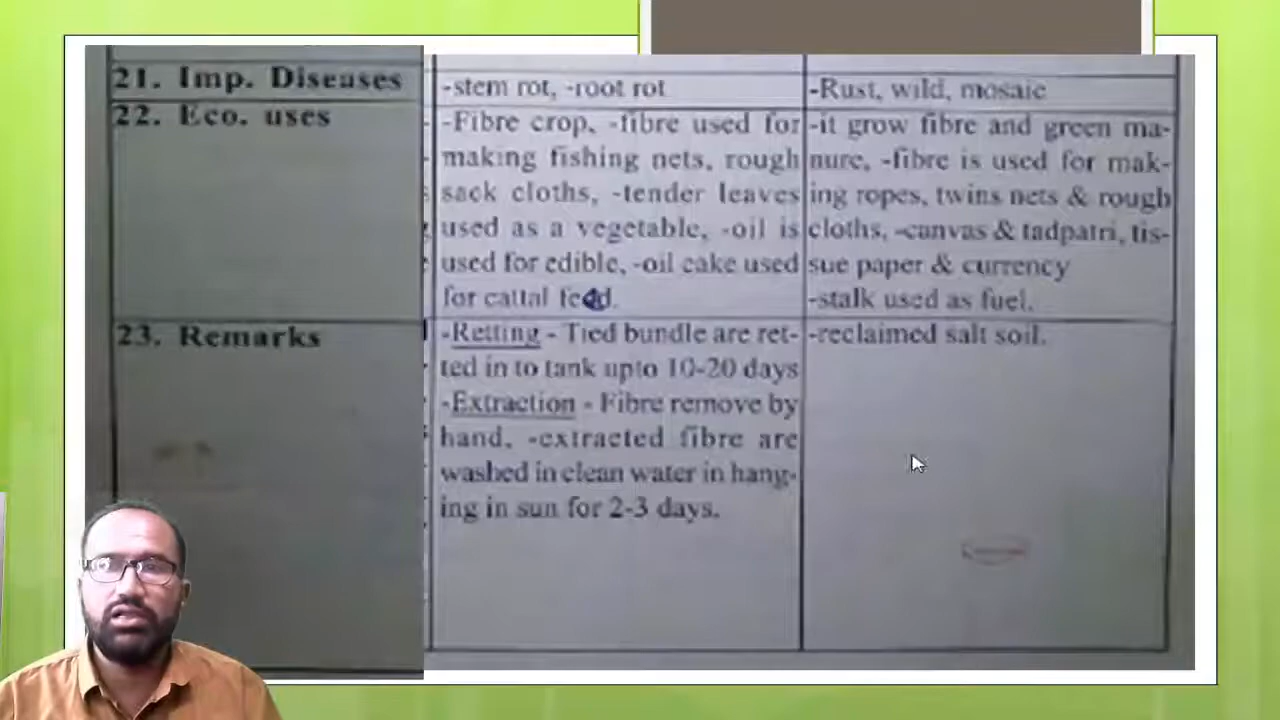 21. Imp. Diseases
-stem rot, -root rot
-Rust, wild, mosaic
22. Eco. uses
-Fibre crop, -fibre used for
making fishing nets, rough
sack cloths, -tender leaves
used as a vegetable, -oil is
used for edible, -oil cake used
for cattal feed.
-it grow fibre and green ma-
nure, -fibre is used for mak-
ing ropes, twins nets & rough
cloths, -canvas & tadpatri, tis-
sue paper & currency
-stalk used as fuel.
23. Remarks
-Retting - Tied bundle are ret-
ted in to tank upto 10-20 days
-Extraction - Fibre remove by
hand, -extracted fibre are
washed in clean water in hang-
ing in sun for 2-3 days.
-reclaimed salt soil.